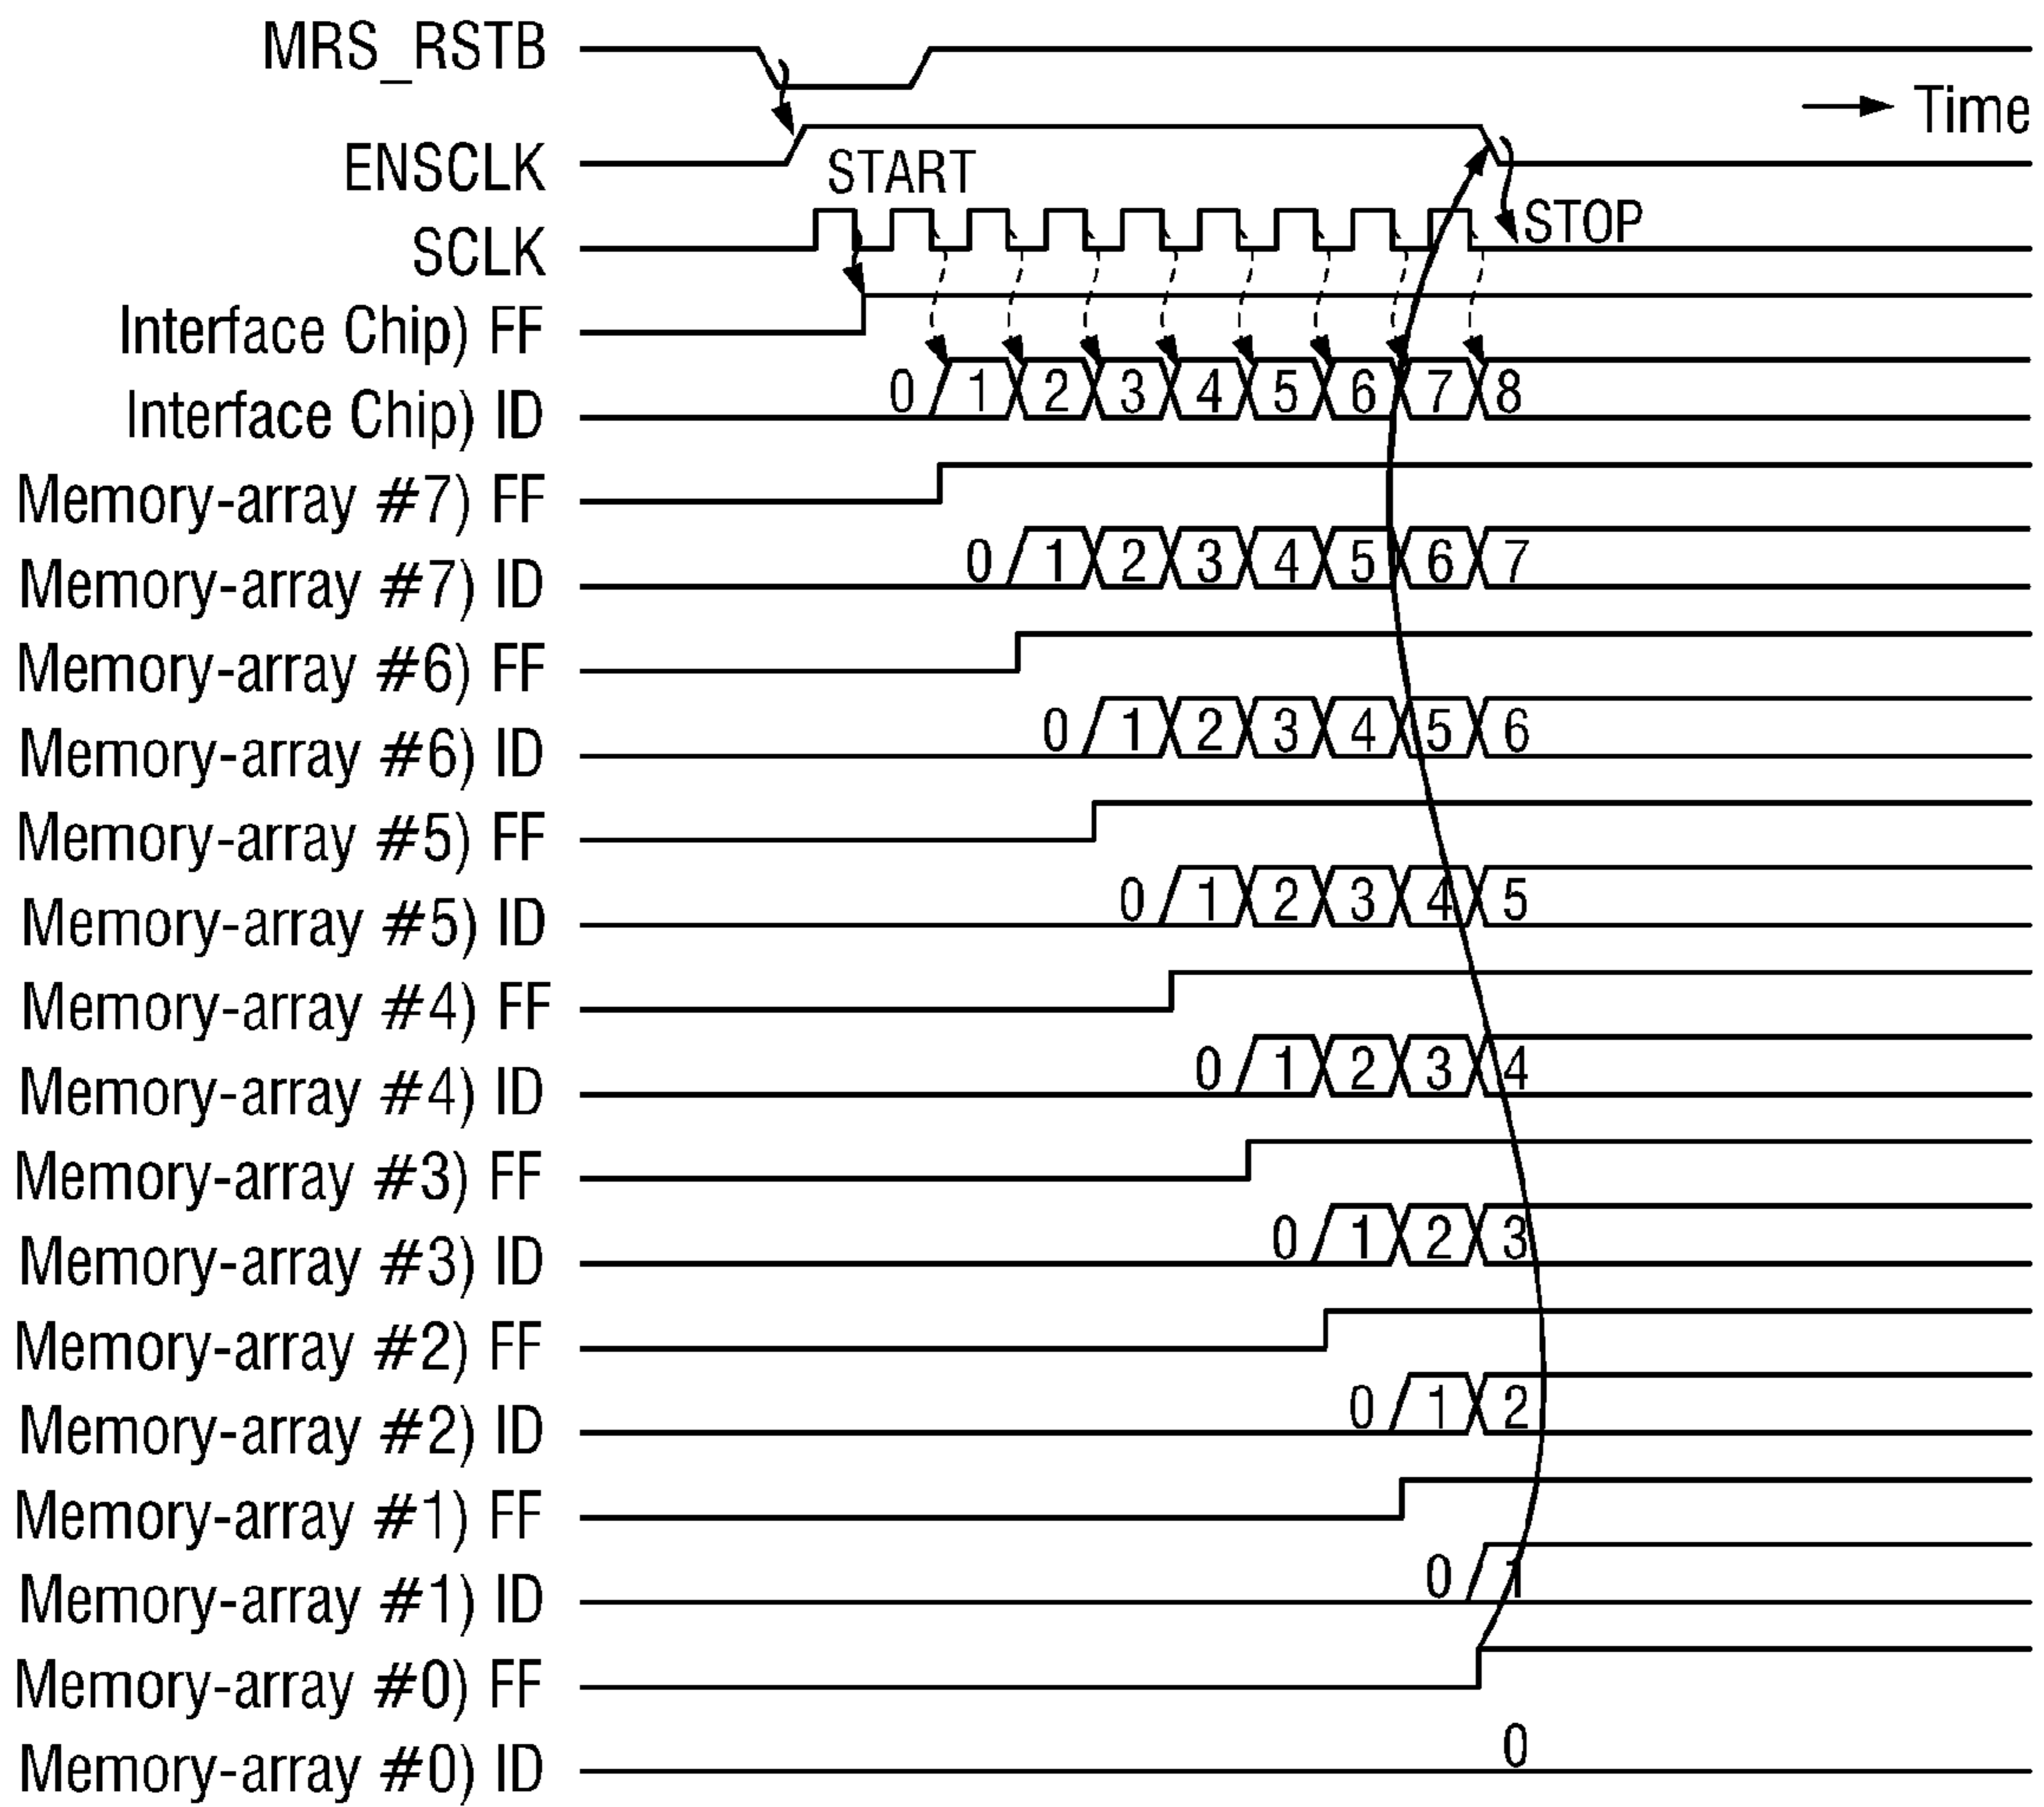 MRS_RSTB
Time
ENSCLK
START
SCLK
STOP
Interface Chip) FF
Interface Chip) ID 0 1 2 3 4 5 6 7 8
Memory-array #7) FF
Memory-array #7) ID 0 1 2 3 4 5 6 7
Memory-array #6) FF
Memory-array #6) ID 0 1 2 3 4 5 6
Memory-array #5) FF
Memory-array #5) ID 0 1 2 3 4 5
Memory-array #4) FF
Memory-array #4) ID 0 1 2 3 4
Memory-array #3) FF
Memory-array #3) ID 0 1 2 3
Memory-array #2) FF
Memory-array #2) ID 0 1 2
Memory-array #1) FF
Memory-array #1) ID 0 1
Memory-array #0) FF
Memory-array #0) ID 0